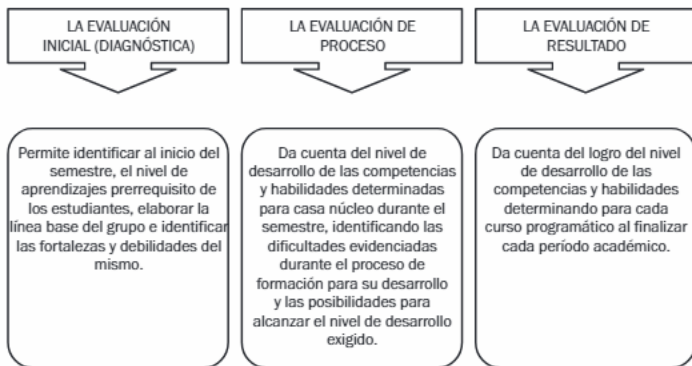 LA EVALUACIÓN
INICIAL (DIAGNÓSTICA)
Permite identificar al inicio del
semestre, el nivel de
aprendizajes prerrequisito de
los estudiantes, elaborar la
línea base del grupo e identificar
las fortalezas y debilidades del
mismo.
LA EVALUACIÓN DE
PROCESO
Da cuenta del nivel de
desarrollo de las competencias
y habilidades determinadas
para casa núcleo durante el
semestre, identificando las
dificultades evidenciadas
durante el proceso de
formación para su desarrollo
y las posibilidades para
alcanzar el nivel de desarrollo
exigido.
LA EVALUACIÓN DE
RESULTADO
Da cuenta del logro del nivel
de desarrollo de las
competencias y habilidades
determinando para cada
curso programático al finalizar
cada período académico.